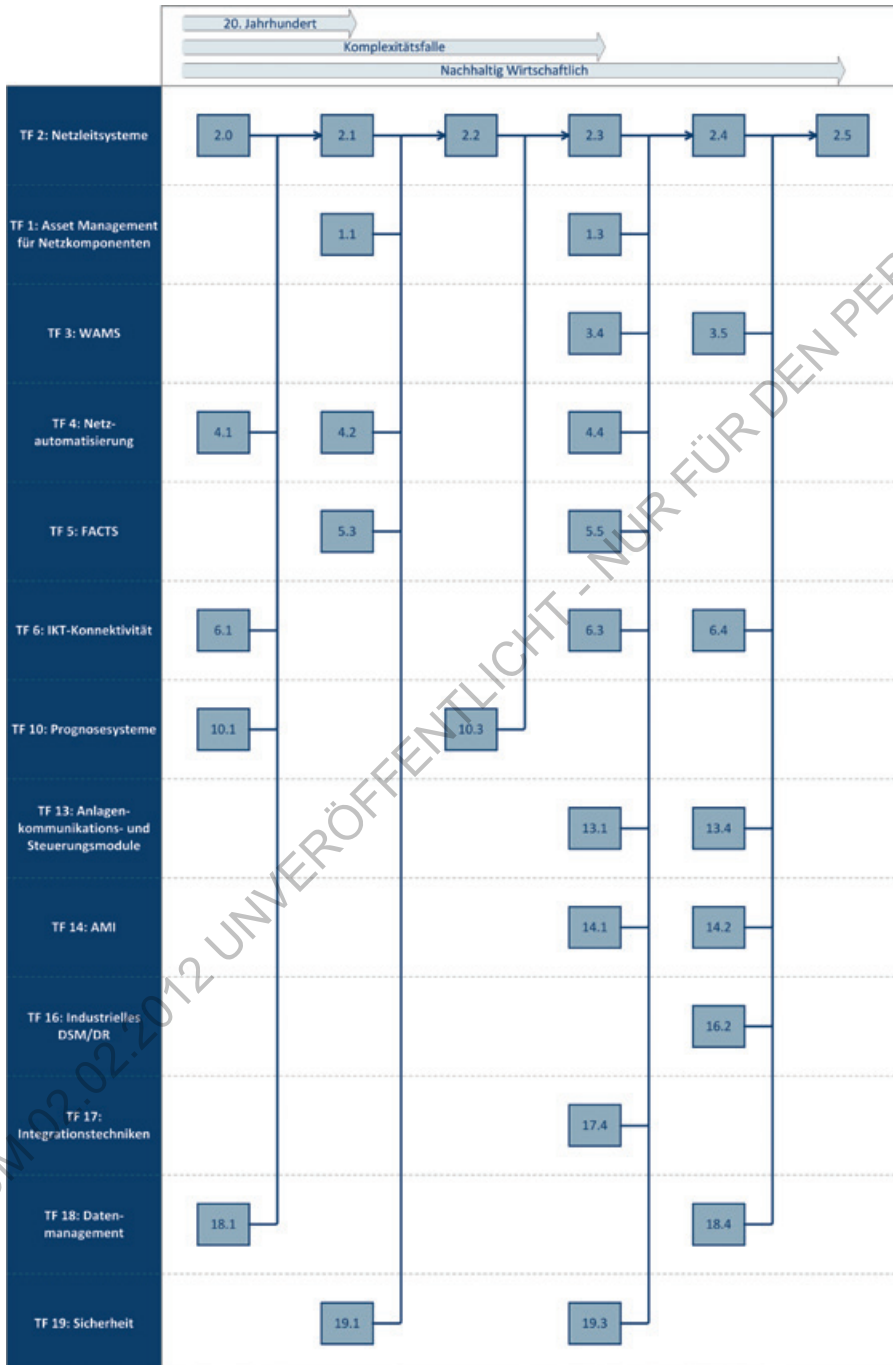 20. Jahrhundert
Komplexitätsfalle
Nachhaltig Wirtschaftlich
TF 2: Netzleitsysteme
2.0
2.1
2.2
2.3
2.4
2.5
TF 1: Asset Management
für Netzkomponenten
1.1
1.3
TF 3: WAMS
3.4
3.5
TF 4: Netz-
automatisierung
4.1
4.2
4.4
TF 5: FACTS
5.3
5.5
TF 6: IKT-Konnektivität
6.1
6.3
6.4
TF 10: Prognosesysteme
10.1
10.3
TF 13: Anlagen-
kommunikations- und
Steuerungsmodule
13.1
13.4
TF 14: AMI
14.1
14.2
TF 16: Industrielles
DSM/DR
16.2
TF 17:
Integrationstechniken
17.4
TF 18: Daten-
management
18.1
18.4
TF 19: Sicherheit
19.1
19.3
02.02.2012 UNVERÖFFENTLICHT - NUR FÜR DEN